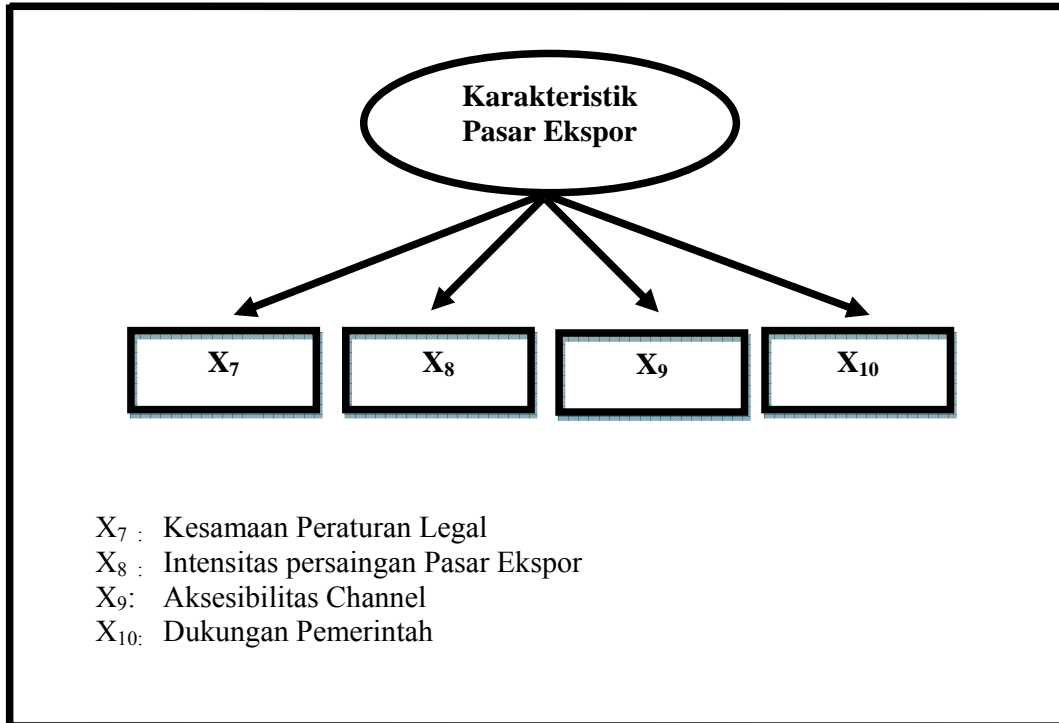 Karakteristik
Pasar Ekspor
X₇ X₈ X₉ X₁₀
X₇ : Kesamaan Peraturan Legal
X₈ : Intensitas persaingan Pasar Ekspor
X₉: Aksesibilitas Channel
X₁₀: Dukungan Pemerintah